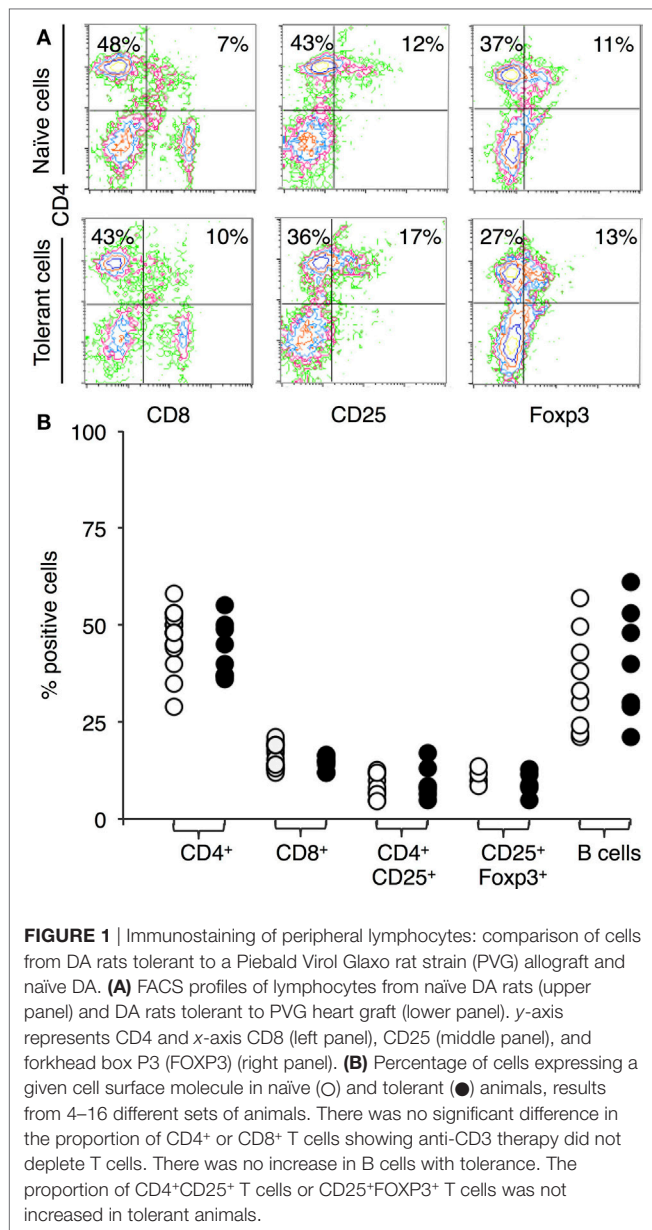 A
48% 7%
43% 12%
37% 11%
Naïve cells
CD4
43% 10%
36% 17%
27% 13%
Tolerant cells
CD8 CD25 Foxp3
B
100
75
50
25
0
% positive cells
CD4+ CD8+ CD4+ CD25+ B cells
CD25+ Foxp3+
FIGURE 1 | Immunostaining of peripheral lymphocytes: comparison of cells
from DA rats tolerant to a Piebald Virol Glaxo rat strain (PVG) allograft and
naïve DA. (A) FACS profiles of lymphocytes from naïve DA rats (upper
panel) and DA rats tolerant to PVG heart graft (lower panel). y-axis
represents CD4 and x-axis CD8 (left panel), CD25 (middle panel), and
forkhead box P3 (FOXP3) (right panel). (B) Percentage of cells expressing a
given cell surface molecule in naïve (○) and tolerant (●) animals, results
from 4–16 different sets of animals. There was no significant difference in
the proportion of CD4+ or CD8+ T cells showing anti-CD3 therapy did not
deplete T cells. There was no increase in B cells with tolerance. The
proportion of CD4+CD25+ T cells or CD25+FOXP3+ T cells was not
increased in tolerant animals.